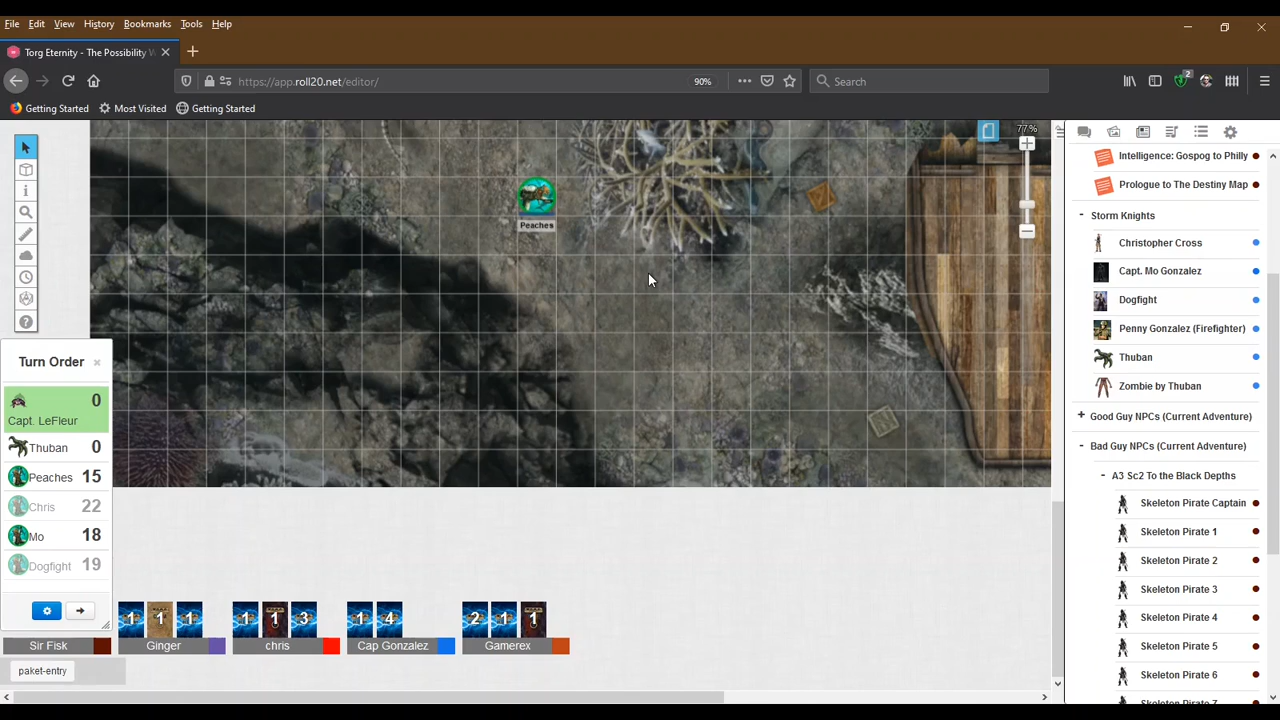 File Edit View History Bookmarks Tools Help
Torg Eternity - The Possibility W
https://app.roll20.net/editor/ 90% Search 2
Getting Started Most Visited Getting Started
77%
Peaches
Turn Order
Capt. LeFleur 0
Thuban 0
Peaches 15
Chris 22
Mo 18
Dogfight 19
1 1 1
1 1 3
1 4
2 1 1
Sir Fisk Ginger chris Cap Gonzalez Gamerex
paket-entry
Intelligence: Gospog to Philly
Prologue to The Destiny Map
- Storm Knights
Christopher Cross
Capt. Mo Gonzalez
Dogfight
Penny Gonzalez (Firefighter)
Thuban
Zombie by Thuban
+ Good Guy NPCs (Current Adventure)
- Bad Guy NPCs (Current Adventure)
- A3 Sc2 To the Black Depths
Skeleton Pirate Captain
Skeleton Pirate 1
Skeleton Pirate 2
Skeleton Pirate 3
Skeleton Pirate 4
Skeleton Pirate 5
Skeleton Pirate 6
Skeleton Pirate 7